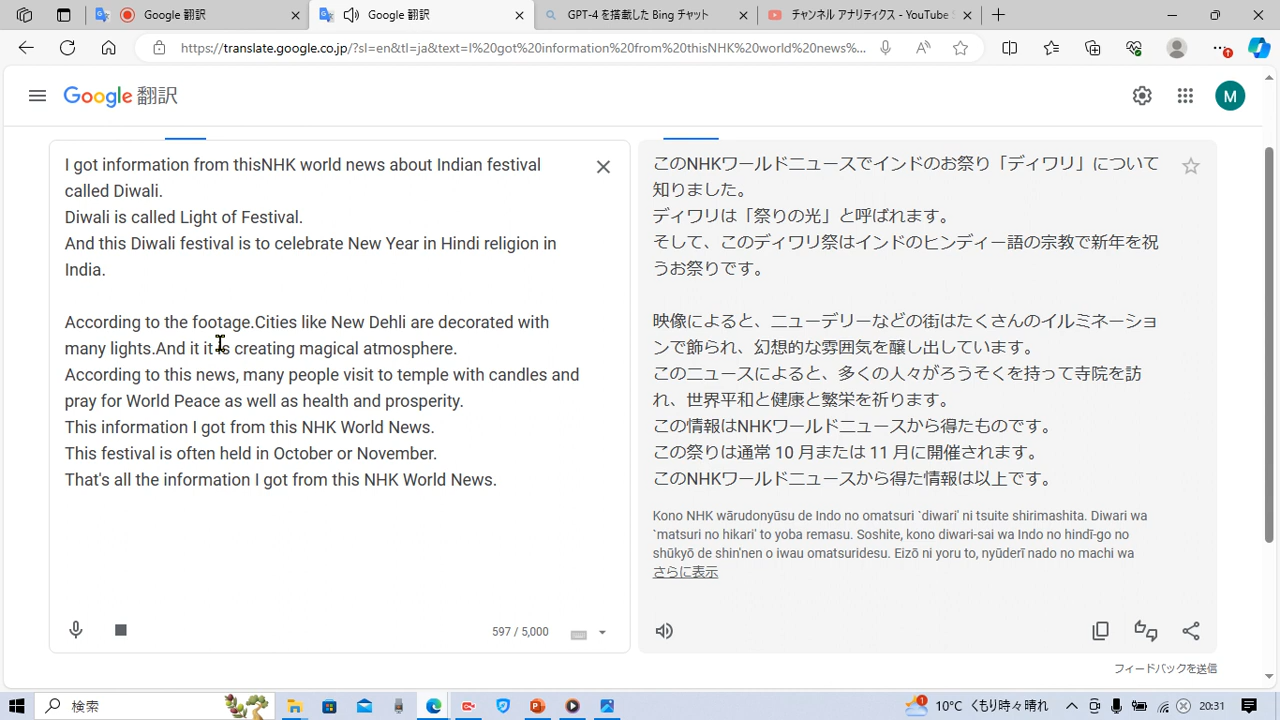 Google 翻訳
Google 翻訳
GPT-4 を搭載した Bing チャット
チャンネル アナリティクス - YouTube S
https://translate.google.co.jp/?sl=en&tl=ja&text=I%20got%20information%20from%20thisNHK%20world%20news%...
Google 翻訳
M
I got information from thisNHK world news about Indian festival
called Diwali.
Diwali is called Light of Festival.
And this Diwali festival is to celebrate New Year in Hindi religion in
India.
According to the footage.Cities like New Dehli are decorated with
many lights.And it it is creating magical atmosphere.
According to this news, many people visit to temple with candles and
pray for World Peace as well as health and prosperity.
This information I got from this NHK World News.
This festival is often held in October or November.
That's all the information I got from this NHK World News.
597 / 5,000
このNHKワールドニュースでインドのお祭り「ディワリ」について
知りました。
ディワリは「祭りの光」と呼ばれます。
そして、このディワリ祭はインドのヒンディー語の宗教で新年を祝
うお祭りです。
映像によると、ニューデリーなどの街はたくさんのイルミネーショ
ンで飾られ、幻想的な雰囲気を醸し出しています。
このニュースによると、多くの人々がろうそくを持って寺院を訪
れ、世界平和と健康と繁栄を祈ります。
この情報はNHKワールドニュースから得たものです。
この祭りは通常 10 月または 11 月に開催されます。
このNHKワールドニュースから得た情報は以上です。
Kono NHK wārudonyūsu de Indo no omatsuri `diwari' ni tsuite shirimashita. Diwari wa
`matsuri no hikari' to yoba remasu. Soshite, kono diwari-sai wa Indo no hindī-go no
shūkyō de shin'nen o iwau omatsuridesu. Eizō ni yoru to, nyūderī nado no machi wa
さらに表示
フィードバックを送信
検索
10℃ くもり時々晴れ
20:31